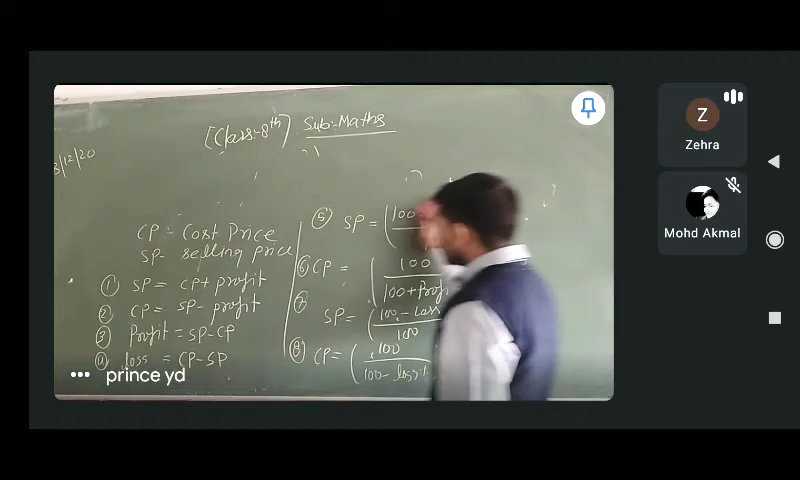 [Class:- 8th) Sub:- Maths
/12/20
CP - Cost Price
SP - selling price
① SP = CP + profit
② CP = SP - profit
③ Profit = SP - CP
④ loss = CP - SP
⑤ SP = (100
⑥ CP = (100
100 + Profi
⑦ SP = (100 - loss
100
⑧ CP = (100
100 - loss %
prince yd
Z
Zehra
Mohd Akmal